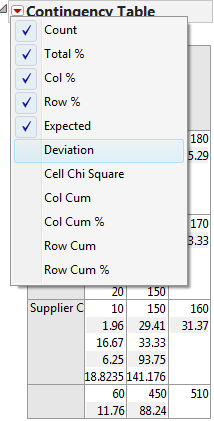 Contingency Table
Count
Total %
Col %
Row %
Expected
Deviation
Cell Chi Square
Col Cum
Col Cum %
Row Cum
Row Cum %
180
5.29
170
3.33
20 150
Supplier C 10 150 160
1.96 29.41 31.37
16.67 33.33
6.25 93.75
18.8235 141.176
60 450 510
11.76 88.24